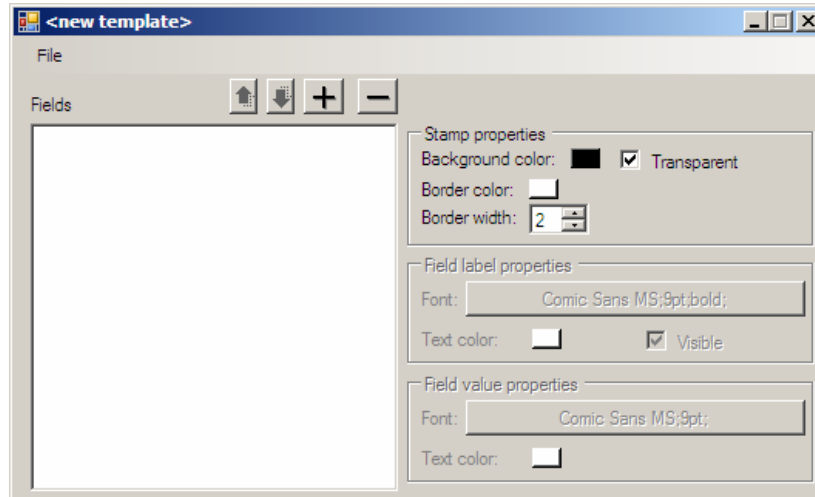 <new template>
File
Fields
Stamp properties
Background color:
Transparent
Border color:
Border width:
2
Field label properties
Font:
Comic Sans MS;9pt;bold;
Text color:
Visible
Field value properties
Font:
Comic Sans MS;9pt;
Text color: